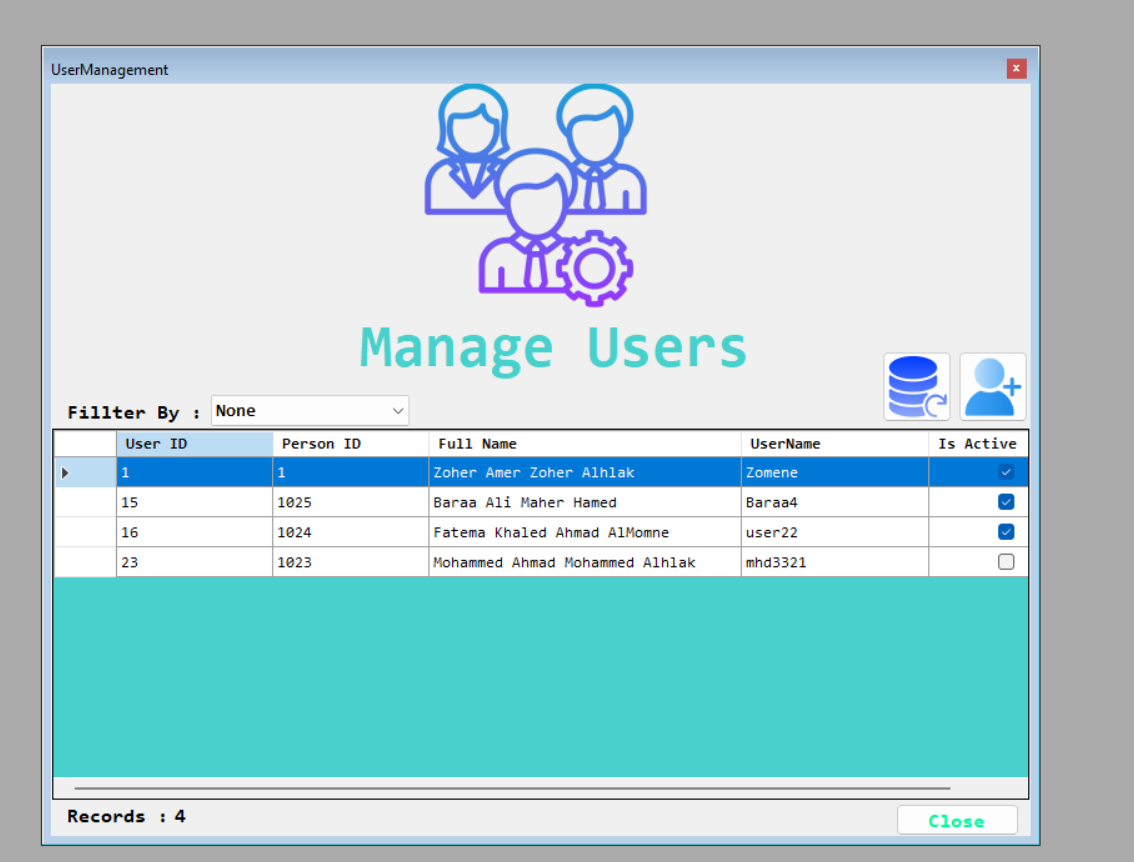 UserManagement
x
Manage Users
Fillter By : None
User ID Person ID Full Name UserName Is Active
1 1 Zoher Amer Zoher Alhlak Zomene
15 1025 Baraa Ali Maher Hamed Baraa4
16 1024 Fatema Khaled Ahmad AlMomne user22
23 1023 Mohammed Ahmad Mohammed Alhlak mhd3321
Records : 4
Close